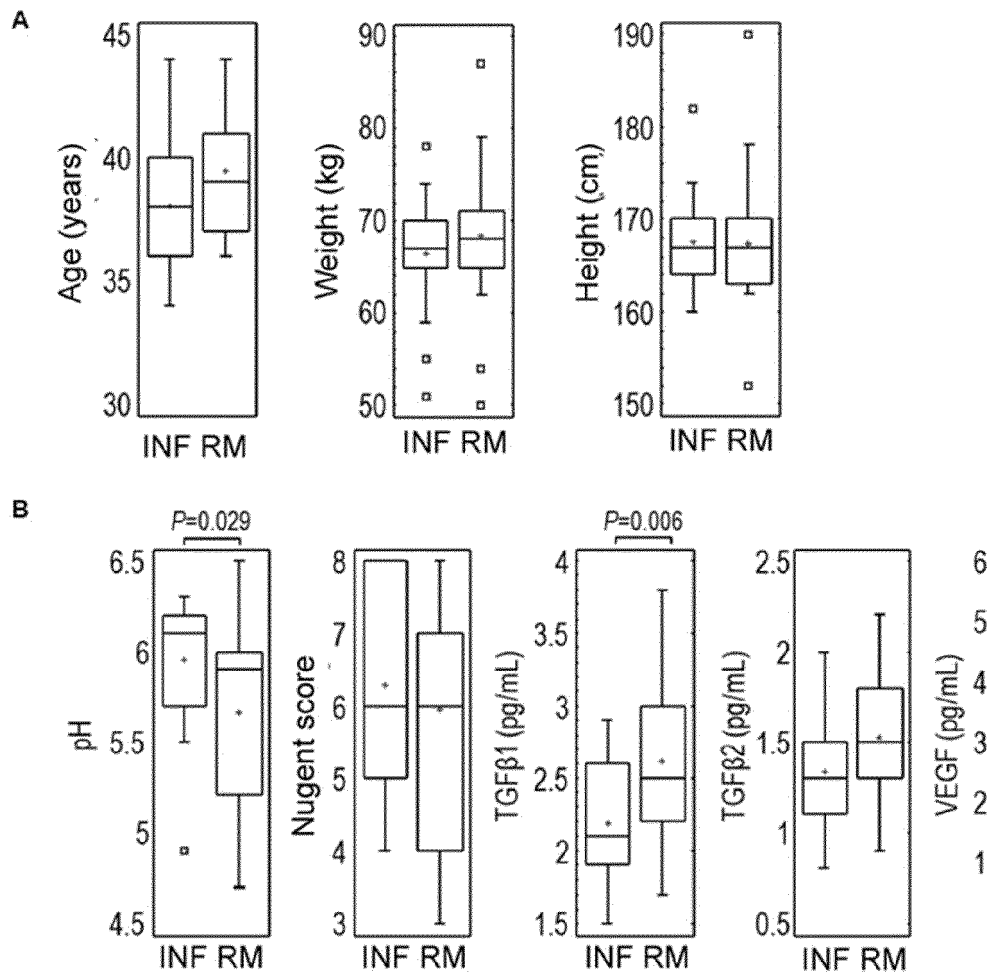 A
Age (years)
45
40
35
30
INF RM
Weight (kg)
90
80
70
60
50
INF RM
Height (cm)
190
180
170
160
150
INF RM
B
P=0.029
pH
6.5
6
5.5
5
4.5
INF RM
Nugent score
8
7
6
5
4
3
INF RM
P=0.006
TGFβ1 (pg/mL)
4
3.5
3
2.5
2
1.5
INF RM
TGFβ2 (pg/mL)
2.5
2
1.5
1
0.5
INF RM
VEGF (pg/mL)
6
5
4
3
2
1